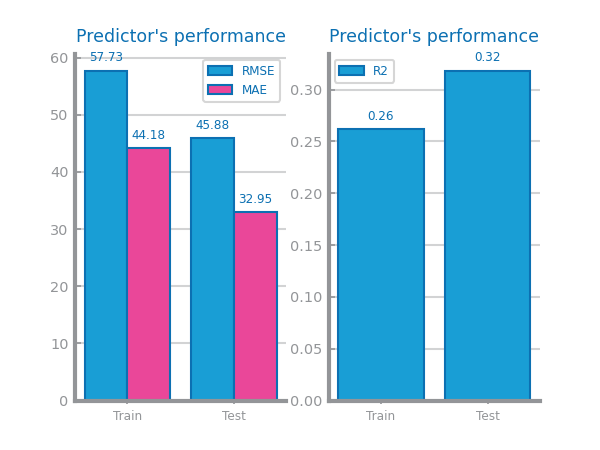 Predictor's performance
60
50
40
30
20
10
0
57.73
44.18
45.88
32.95
RMSE
MAE
Train
Test
Predictor's performance
0.30
0.25
0.20
0.15
0.10
0.05
0.00
R2
0.26
0.32
Train
Test